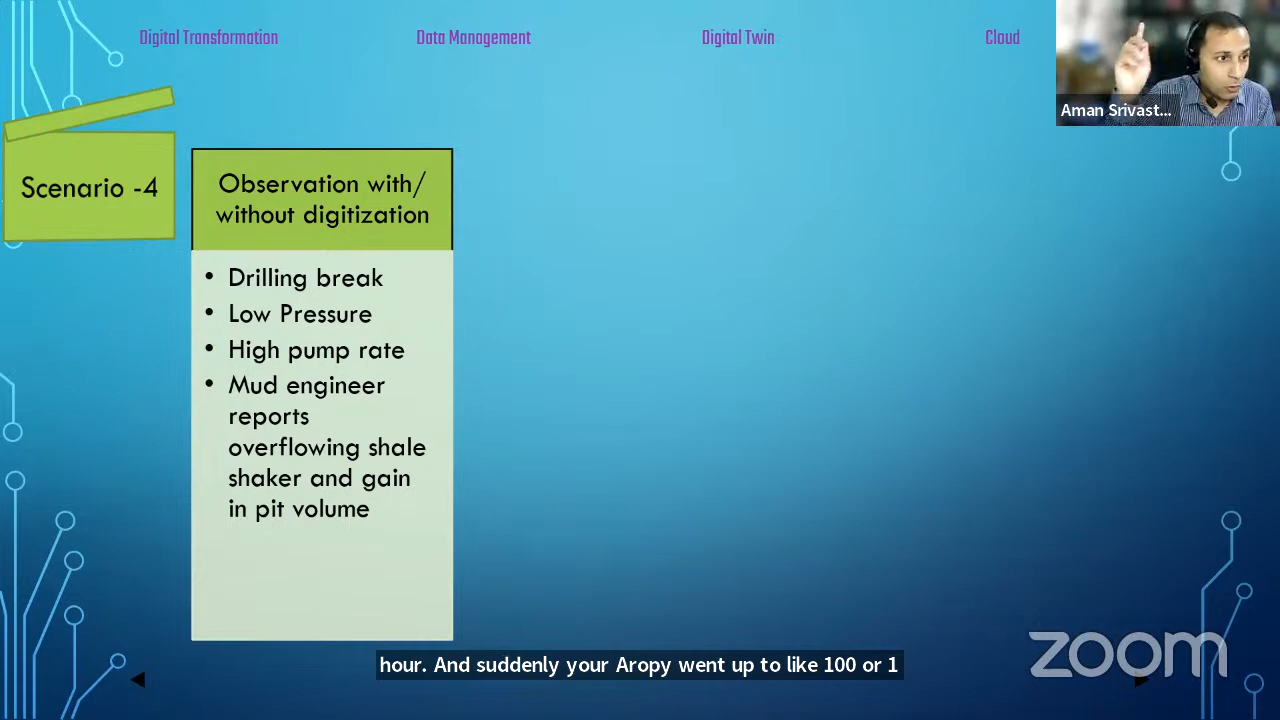 Digital Transformation
Data Management
Digital Twin
Cloud
Aman Srivast...
Scenario -4
Observation with/
without digitization
• Drilling break
• Low Pressure
• High pump rate
• Mud engineer
reports
overflowing shale
shaker and gain
in pit volume
hour. And suddenly your Aropy went up to like 100 or 1
zoom